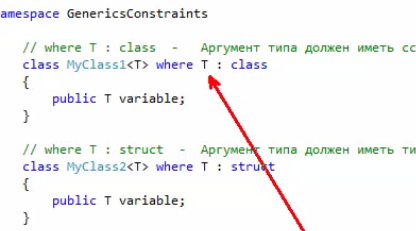 amespace GenericsConstraints
// where T : class - Аргумент типа должен иметь сс
class MyClass1<T> where T : class
{
public T variable;
}
// where T : struct - Аргумент типа должен иметь ти
class MyClass2<T> where T : struct
{
public T variable;
}